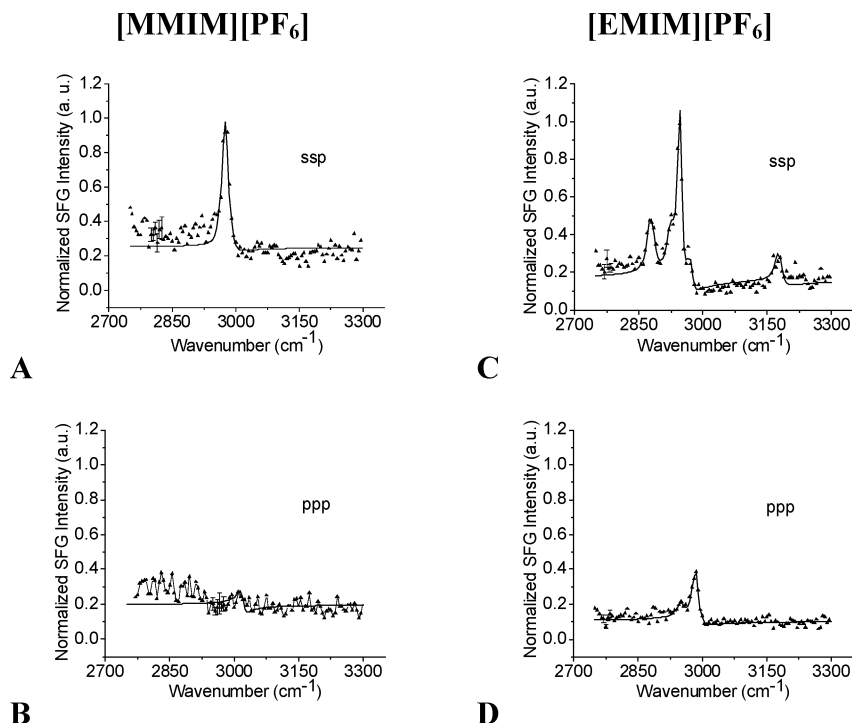 [MMIM][PF6]
[EMIM][PF6]
Normalized SFG Intensity (a. u.)
1.2
1.0
0.8
0.6
0.4
0.2
0.0
ssp
2700 2850 3000 3150 3300
Wavenumber (cm-1)
A
Normalized SFG Intensity (a.u.)
1.2
1.0
0.8
0.6
0.4
0.2
0.0
ssp
2700 2850 3000 3150 3300
Wavenumber (cm-1)
C
Normalized SFG Intensity (a.u.)
1.2
1.0
0.8
0.6
0.4
0.2
0.0
ppp
2700 2850 3000 3150 3300
Wavenumber (cm-1)
B
Normalized SFG Intensity (a.u.)
1.2
1.0
0.8
0.6
0.4
0.2
0.0
ppp
2700 2850 3000 3150 3300
Wavenumber (cm-1)
D